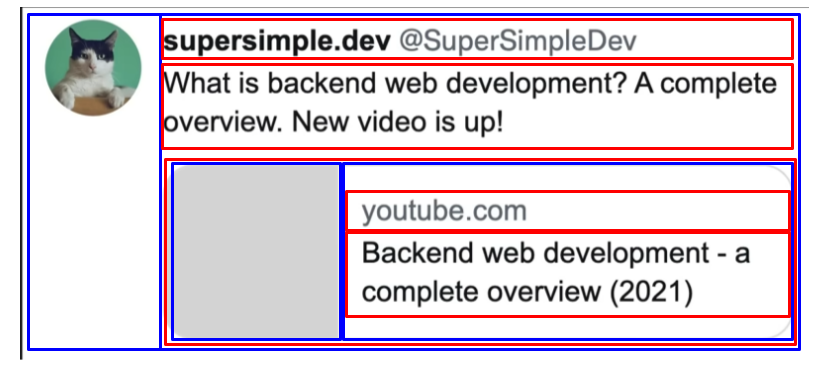 supersimple.dev @SuperSimpleDev
What is backend web development? A complete
overview. New video is up!
youtube.com
Backend web development - a
complete overview (2021)